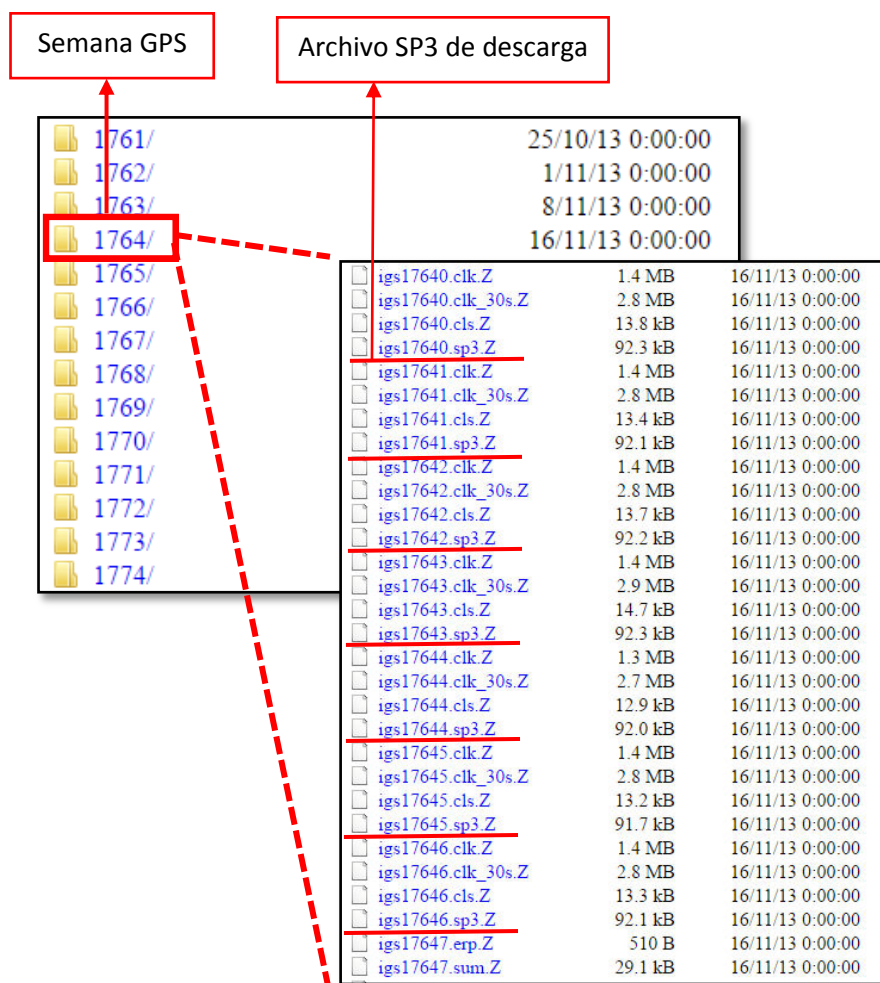 Semana GPS
Archivo SP3 de descarga
1761/ 25/10/13 0:00:00
1762/ 1/11/13 0:00:00
1763/ 8/11/13 0:00:00
1764/ 16/11/13 0:00:00
1765/
1766/
1767/
1768/
1769/
1770/
1771/
1772/
1773/
1774/
igs17640.clk.Z 1.4 MB 16/11/13 0:00:00
igs17640.clk_30s.Z 2.8 MB 16/11/13 0:00:00
igs17640.cls.Z 13.8 kB 16/11/13 0:00:00
igs17640.sp3.Z 92.3 kB 16/11/13 0:00:00
igs17641.clk.Z 1.4 MB 16/11/13 0:00:00
igs17641.clk_30s.Z 2.8 MB 16/11/13 0:00:00
igs17641.cls.Z 13.4 kB 16/11/13 0:00:00
igs17641.sp3.Z 92.1 kB 16/11/13 0:00:00
igs17642.clk.Z 1.4 MB 16/11/13 0:00:00
igs17642.clk_30s.Z 2.8 MB 16/11/13 0:00:00
igs17642.cls.Z 13.7 kB 16/11/13 0:00:00
igs17642.sp3.Z 92.2 kB 16/11/13 0:00:00
igs17643.clk.Z 1.4 MB 16/11/13 0:00:00
igs17643.clk_30s.Z 2.9 MB 16/11/13 0:00:00
igs17643.cls.Z 14.7 kB 16/11/13 0:00:00
igs17643.sp3.Z 92.3 kB 16/11/13 0:00:00
igs17644.clk.Z 1.3 MB 16/11/13 0:00:00
igs17644.clk_30s.Z 2.7 MB 16/11/13 0:00:00
igs17644.cls.Z 12.9 kB 16/11/13 0:00:00
igs17644.sp3.Z 92.0 kB 16/11/13 0:00:00
igs17645.clk.Z 1.4 MB 16/11/13 0:00:00
igs17645.clk_30s.Z 2.8 MB 16/11/13 0:00:00
igs17645.cls.Z 13.2 kB 16/11/13 0:00:00
igs17645.sp3.Z 91.7 kB 16/11/13 0:00:00
igs17646.clk.Z 1.4 MB 16/11/13 0:00:00
igs17646.clk_30s.Z 2.8 MB 16/11/13 0:00:00
igs17646.cls.Z 13.3 kB 16/11/13 0:00:00
igs17646.sp3.Z 92.1 kB 16/11/13 0:00:00
igs17647.erp.Z 510 B 16/11/13 0:00:00
igs17647.sum.Z 29.1 kB 16/11/13 0:00:00